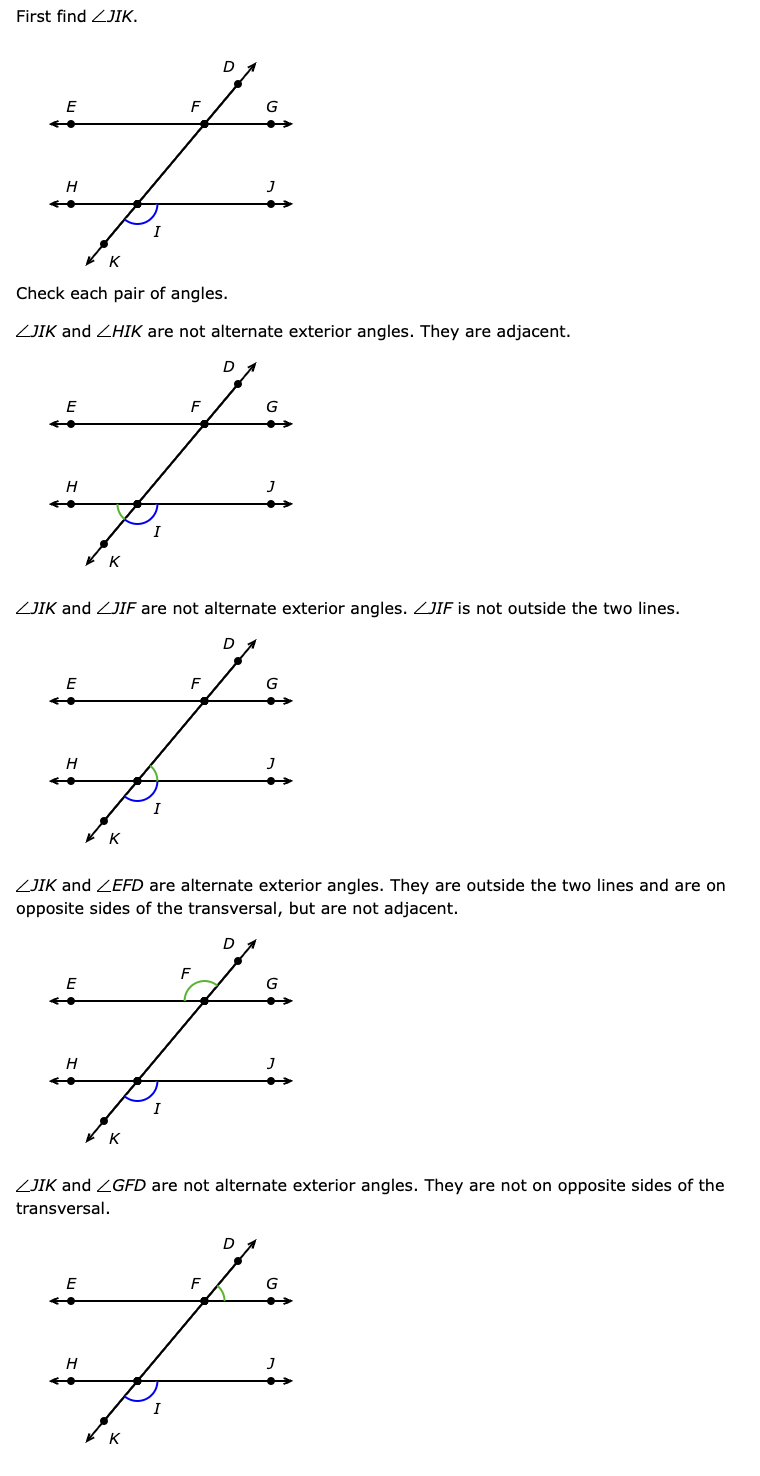 First find ∠JIK.
D
E F G
H J
I
K
Check each pair of angles.
∠JIK and ∠HIK are not alternate exterior angles. They are adjacent.
D
E F G
H J
I
K
∠JIK and ∠JIF are not alternate exterior angles. ∠JIF is not outside the two lines.
D
E F G
H J
I
K
∠JIK and ∠EFD are alternate exterior angles. They are outside the two lines and are on
opposite sides of the transversal, but are not adjacent.
D
F
E G
H J
I
K
∠JIK and ∠GFD are not alternate exterior angles. They are not on opposite sides of the
transversal.
D
E F G
H J
I
K